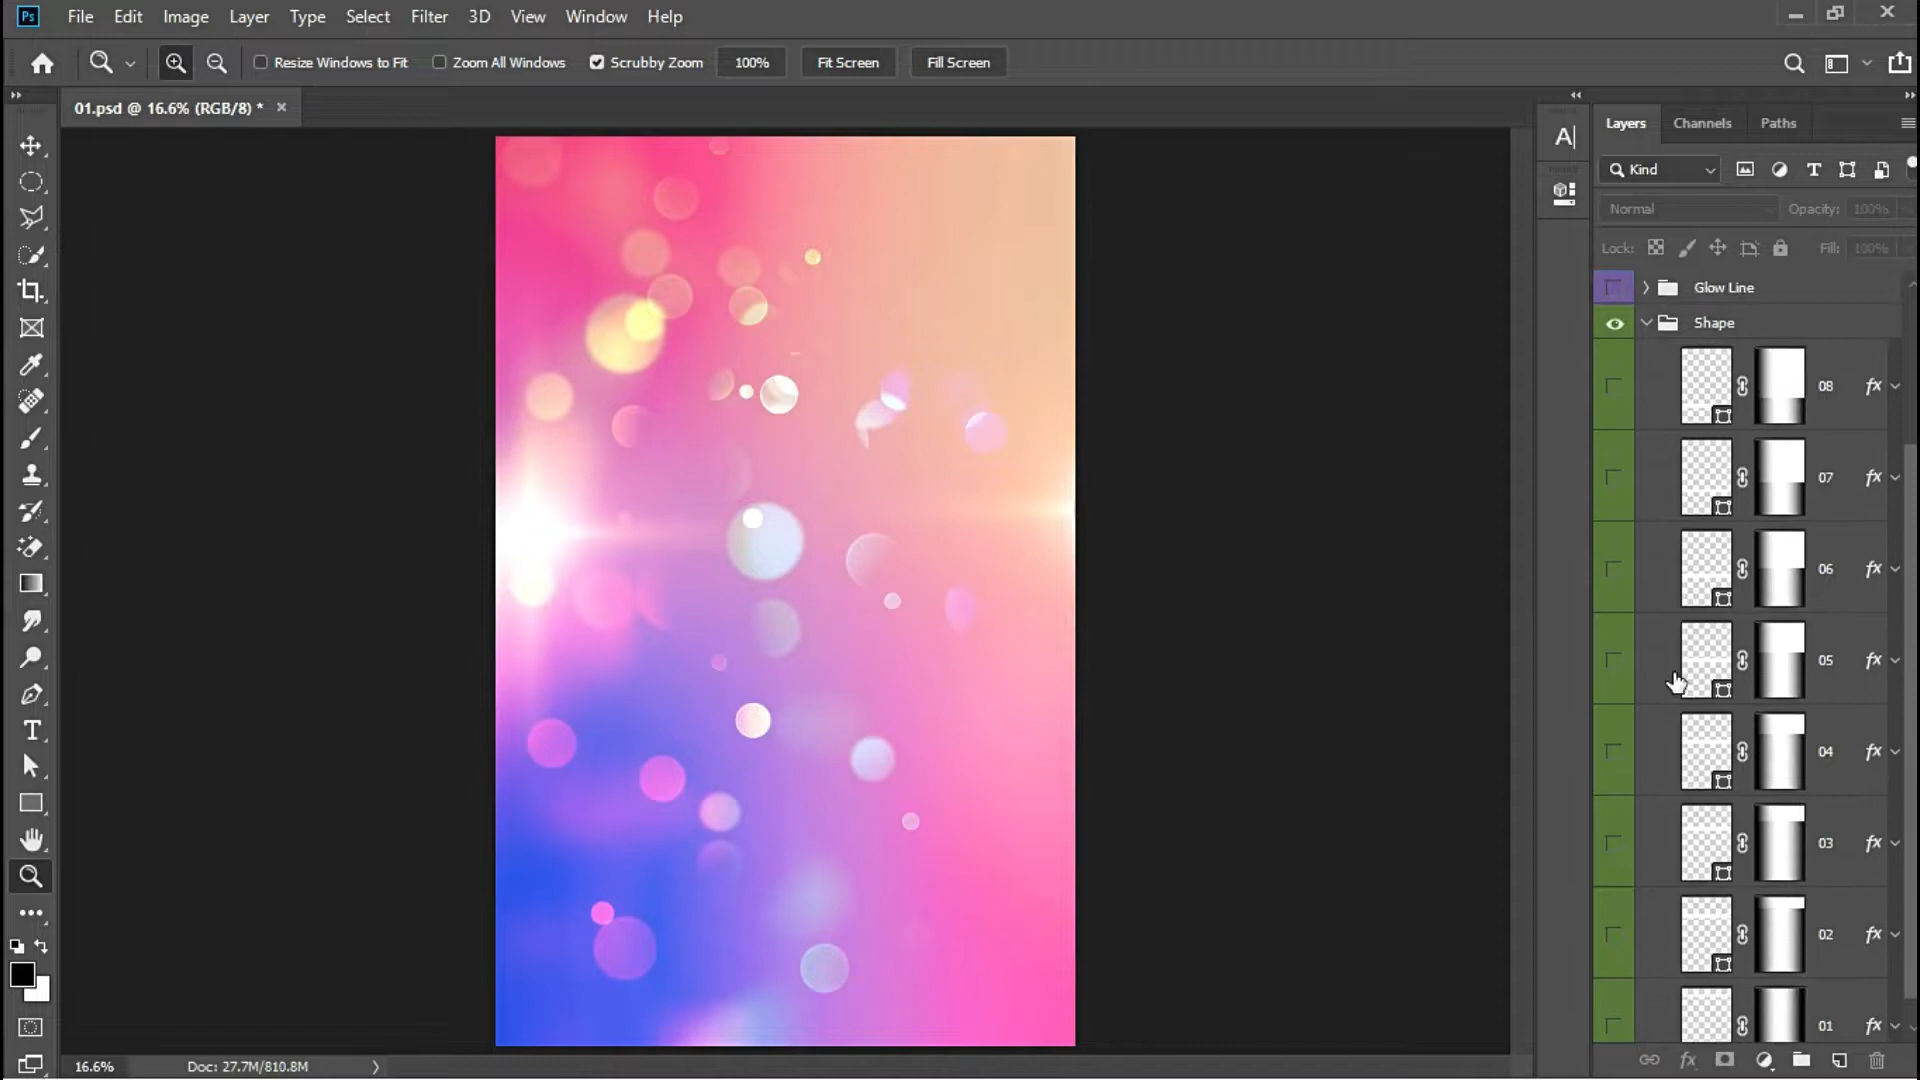 Ps File Edit Image Layer Type Select Filter 3D View Window Help
Resize Windows to Fit Zoom All Windows Scrubby Zoom 100% Fit Screen Fill Screen
01.psd @ 16.6% (RGB/8) *
Layers Channels Paths
Kind
Normal Opacity: 100%
Lock: Fill: 100%
Glow Line
Shape
08 fx
07 fx
06 fx
05 fx
04 fx
03 fx
02 fx
01 fx
16.6% Doc: 27.7M/810.8M